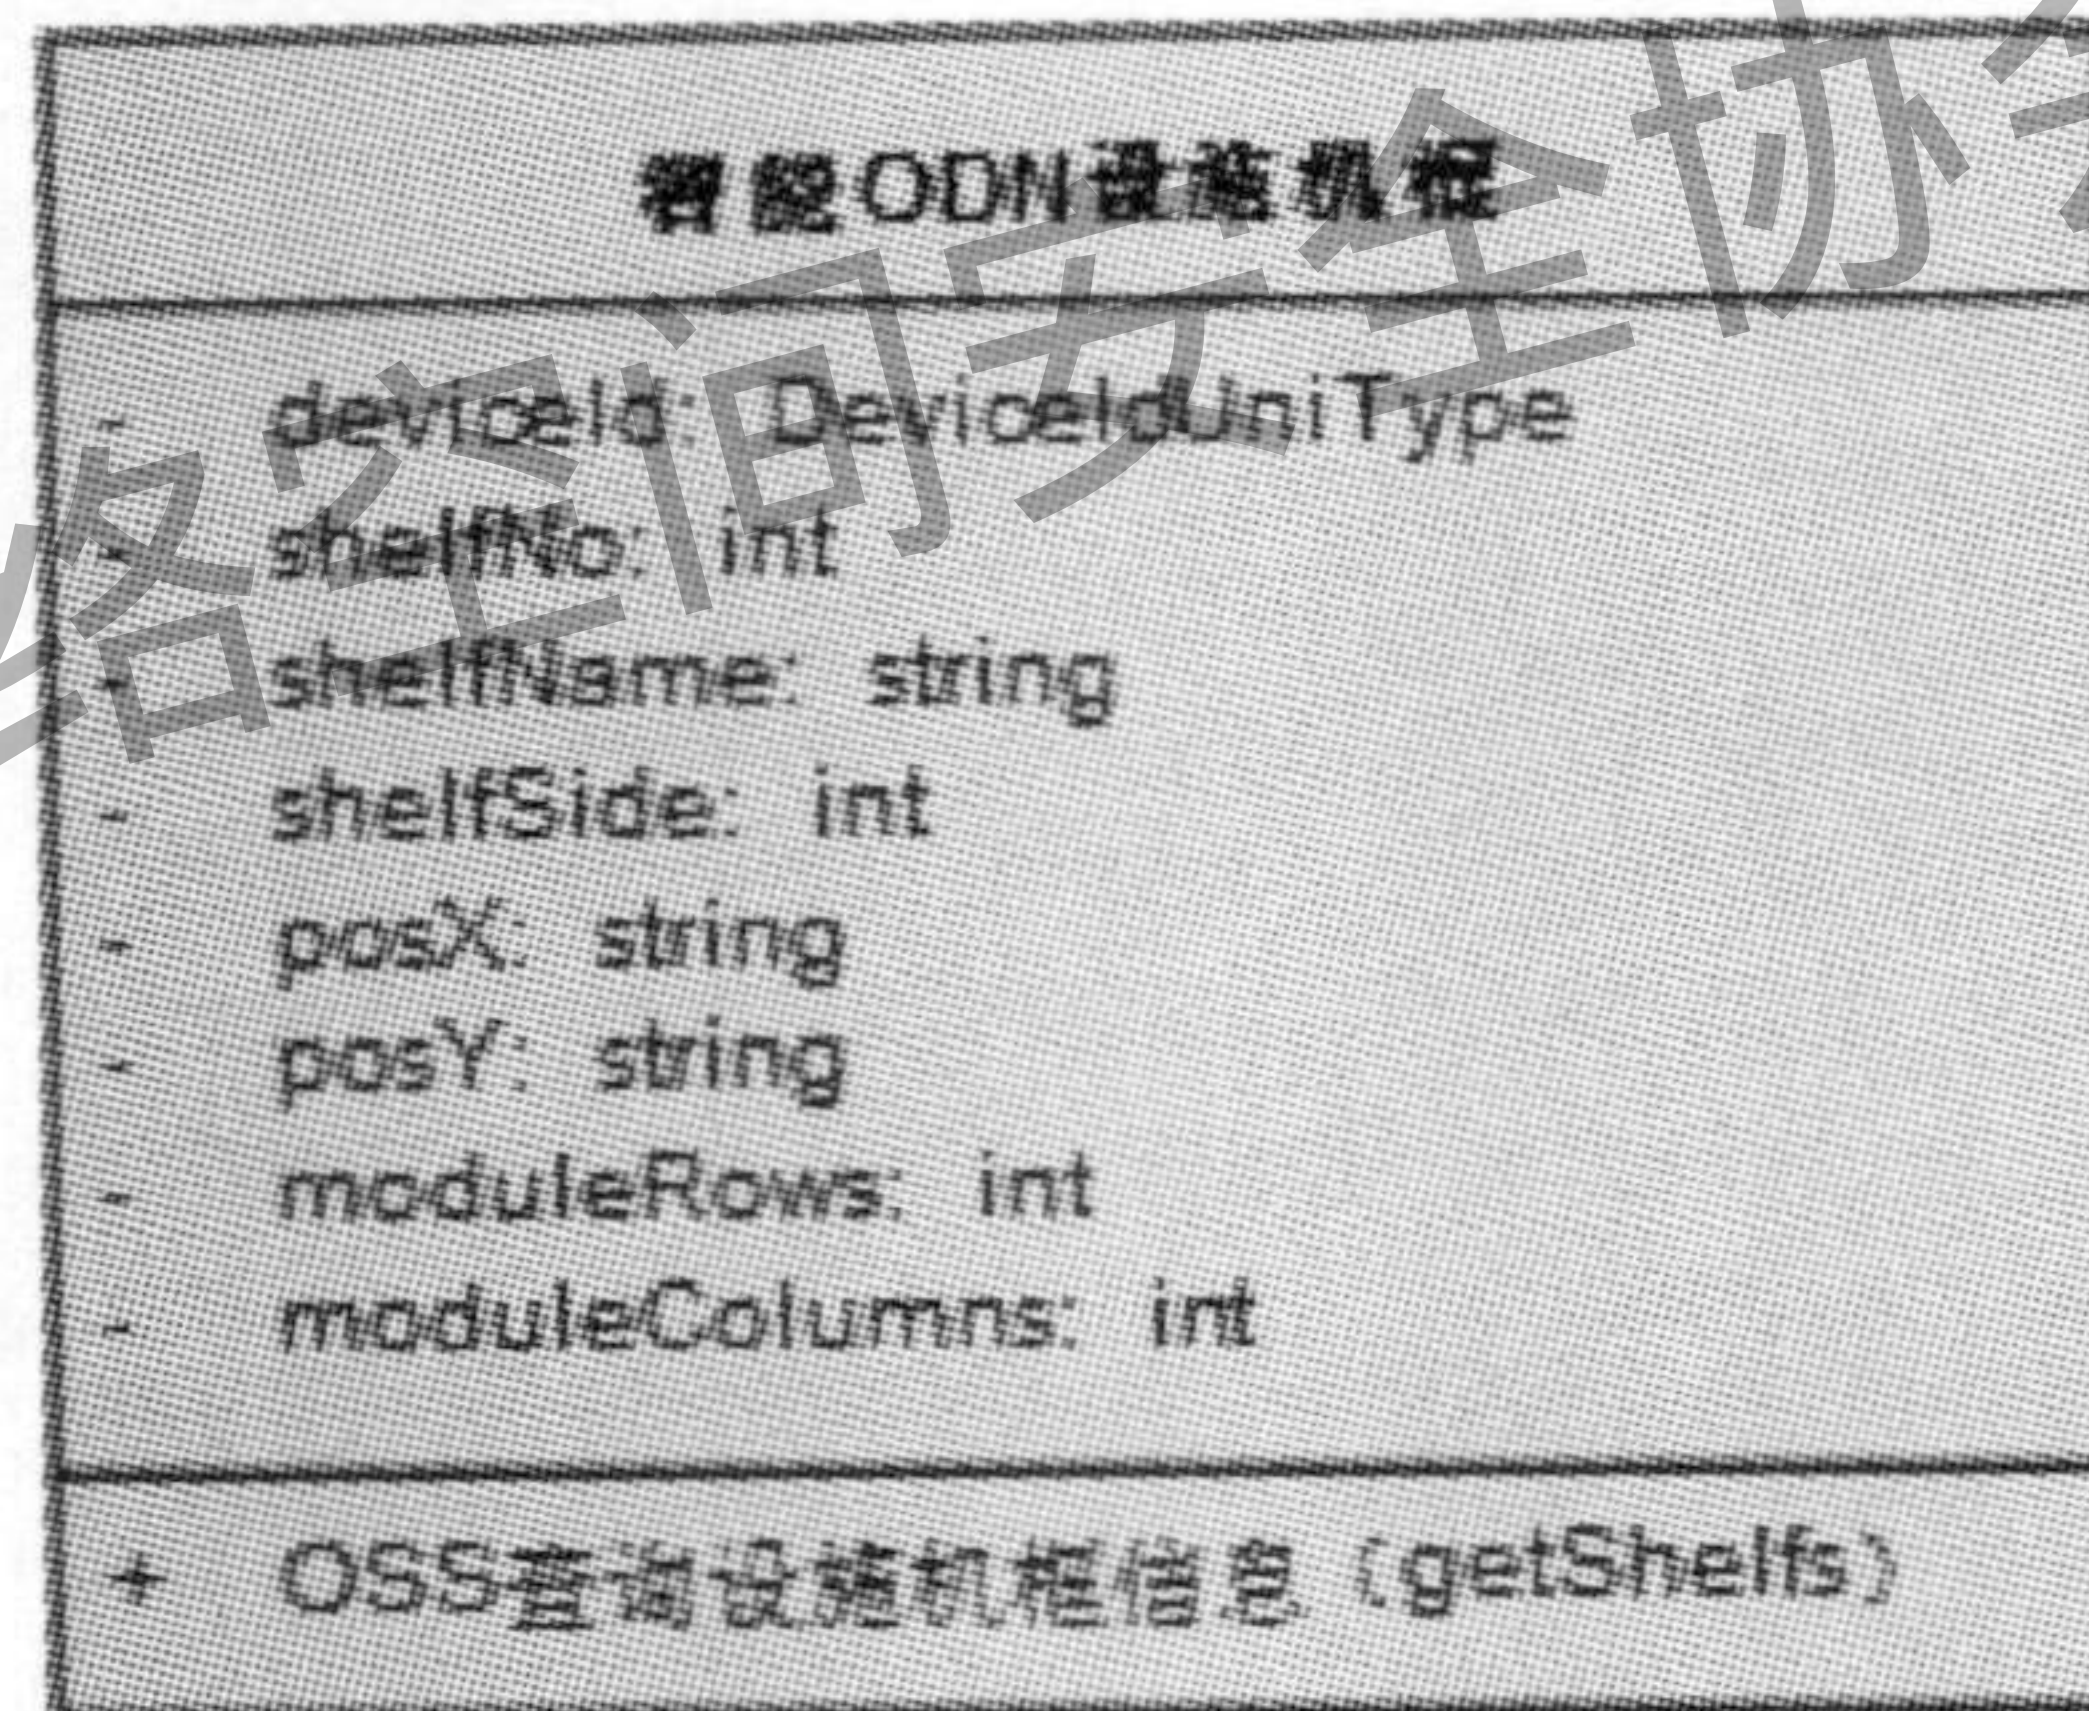 智能ODN设施机框
- deviceId: DeviceIdUniType
- shelfNo: int
- shelfName: string
- shelfSide: int
- posX: string
- posY: string
- moduleRows: int
- moduleColumns: int
+ OSS查询设施机框信息 (getShelfs)
络空间安全协会